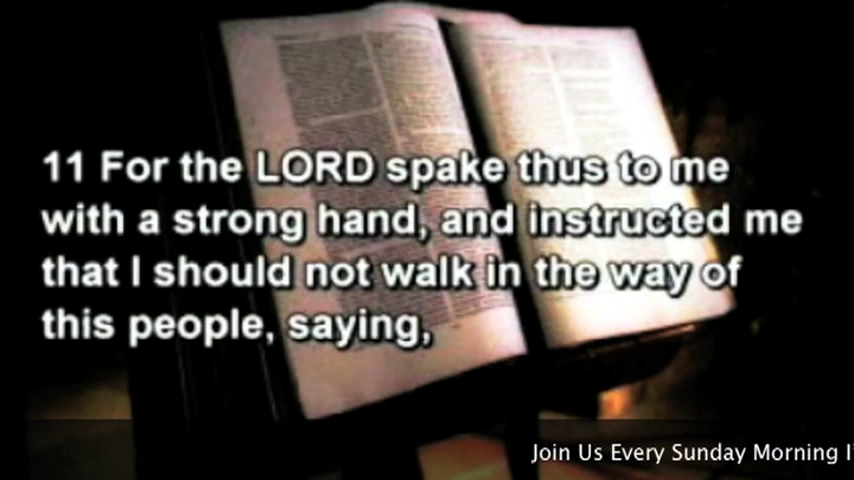 11 For the LORD spake thus to me
with a strong hand, and instructed me
that I should not walk in the way of
this people, saying,
Join Us Every Sunday Morning